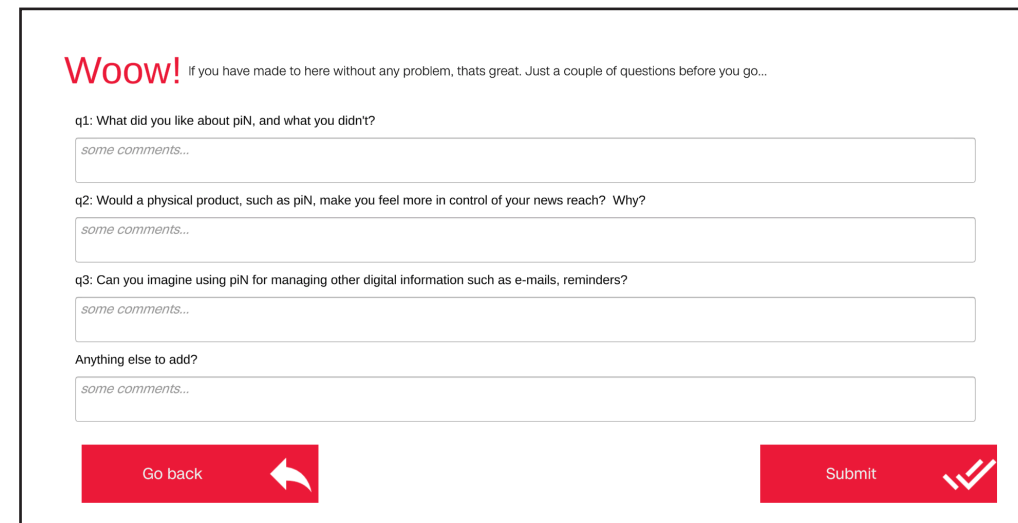 Woow! If you have made to here without any problem, thats great. Just a couple of questions before you go...
q1: What did you like about piN, and what you didn't?
some comments...
q2: Would a physical product, such as piN, make you feel more in control of your news reach?  Why?
some comments...
q3: Can you imagine using piN for managing other digital information such as e-mails, reminders?
some comments...
Anything else to add?
some comments...
Go back Submit